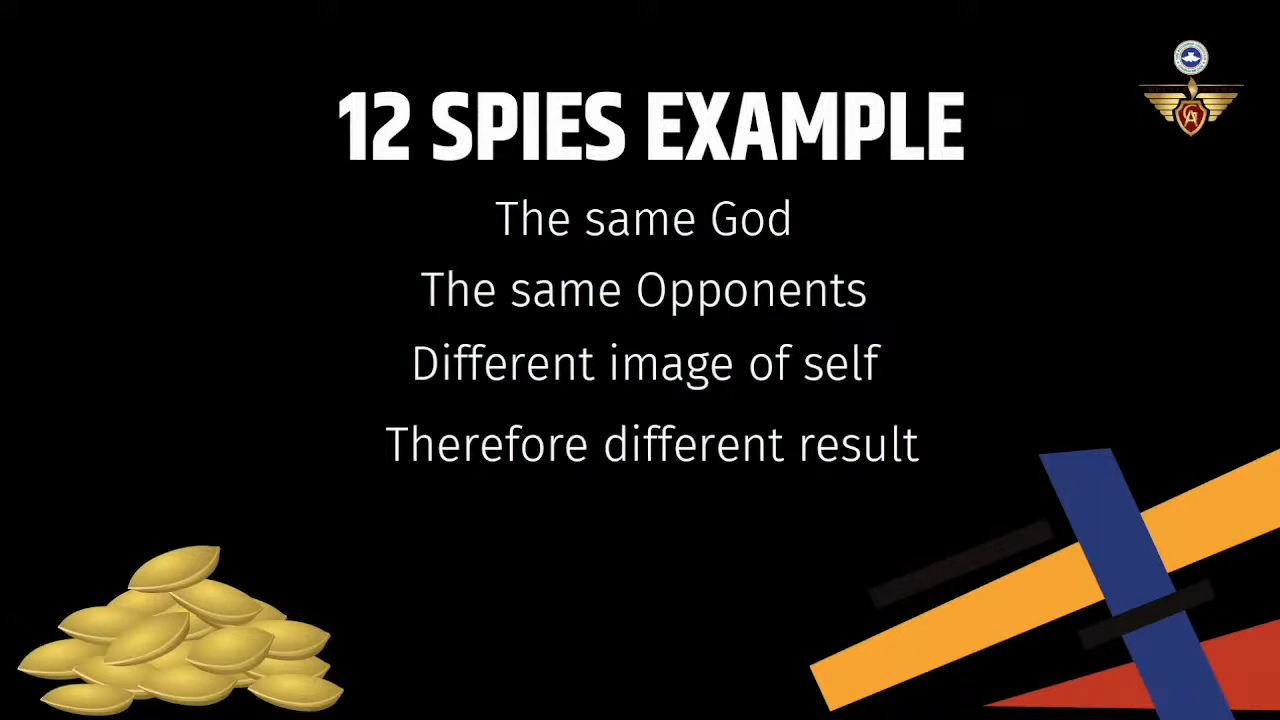 12 SPIES EXAMPLE
The same God
The same Opponents
Different image of self
Therefore different result